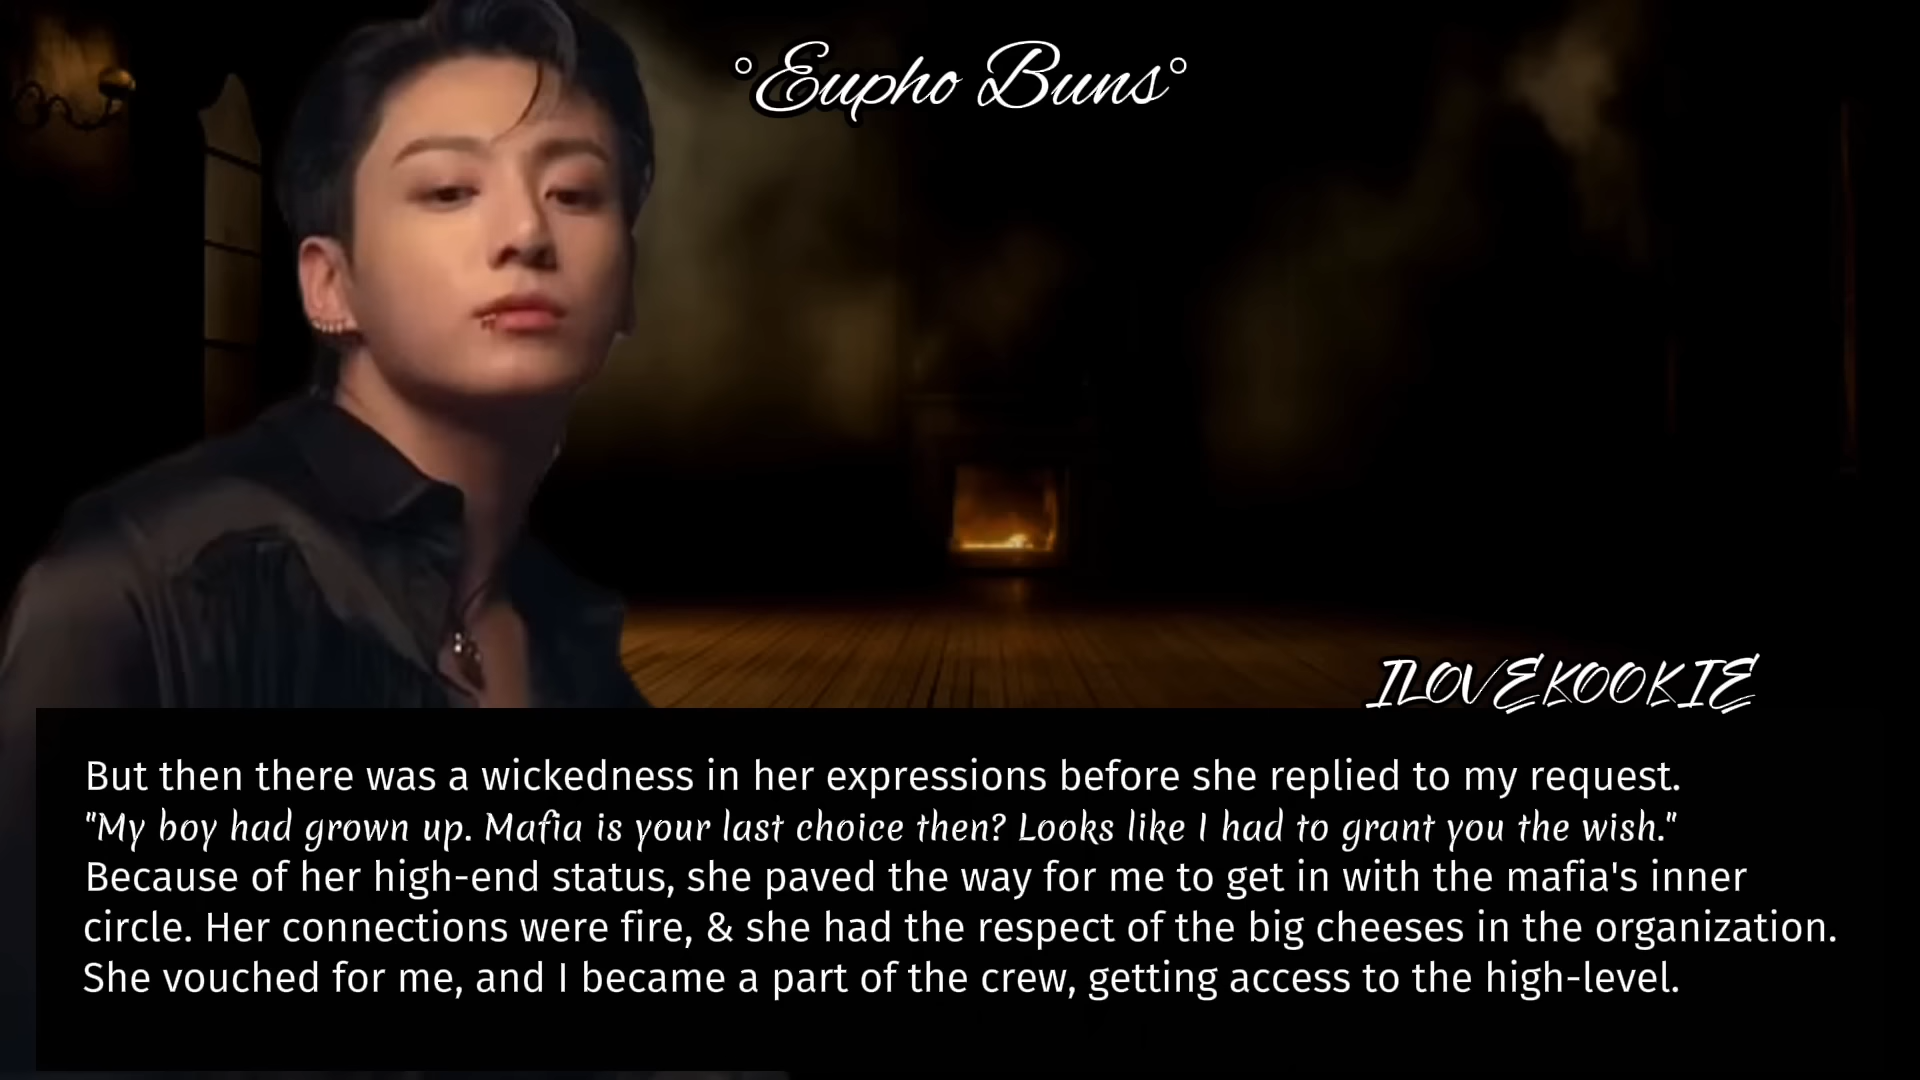 °Eupho Buns°
ILOVEKOOKIE
But then there was a wickedness in her expressions before she replied to my request.
"My boy had grown up. Mafia is your last choice then? Looks like I had to grant you the wish."
Because of her high-end status, she paved the way for me to get in with the mafia's inner
circle. Her connections were fire, & she had the respect of the big cheeses in the organization.
She vouched for me, and I became a part of the crew, getting access to the high-level.